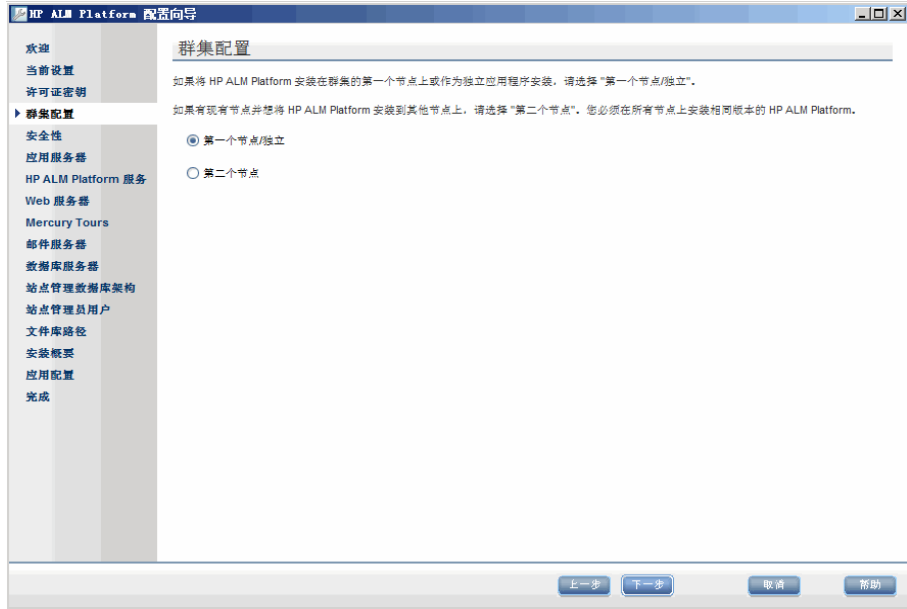 HP ALM Platform 配置向导
欢迎
当前设置
许可证密钥
群集配置
安全性
应用服务器
HP ALM Platform 服务
Web 服务器
Mercury Tours
邮件服务器
数据库服务器
站点管理数据库架构
站点管理员用户
文件库路径
安装概要
应用配置
完成
群集配置
如果将 HP ALM Platform 安装在群集的第一个节点上或作为独立应用程序安装，请选择 "第一个节点/独立"。
如果有现有节点并想将 HP ALM Platform 安装到其他节点上，请选择 "第二个节点"。您必须在所有节点上安装相同版本的 HP ALM Platform。
第一个节点/独立
第二个节点
上一步
下一步
取消
帮助